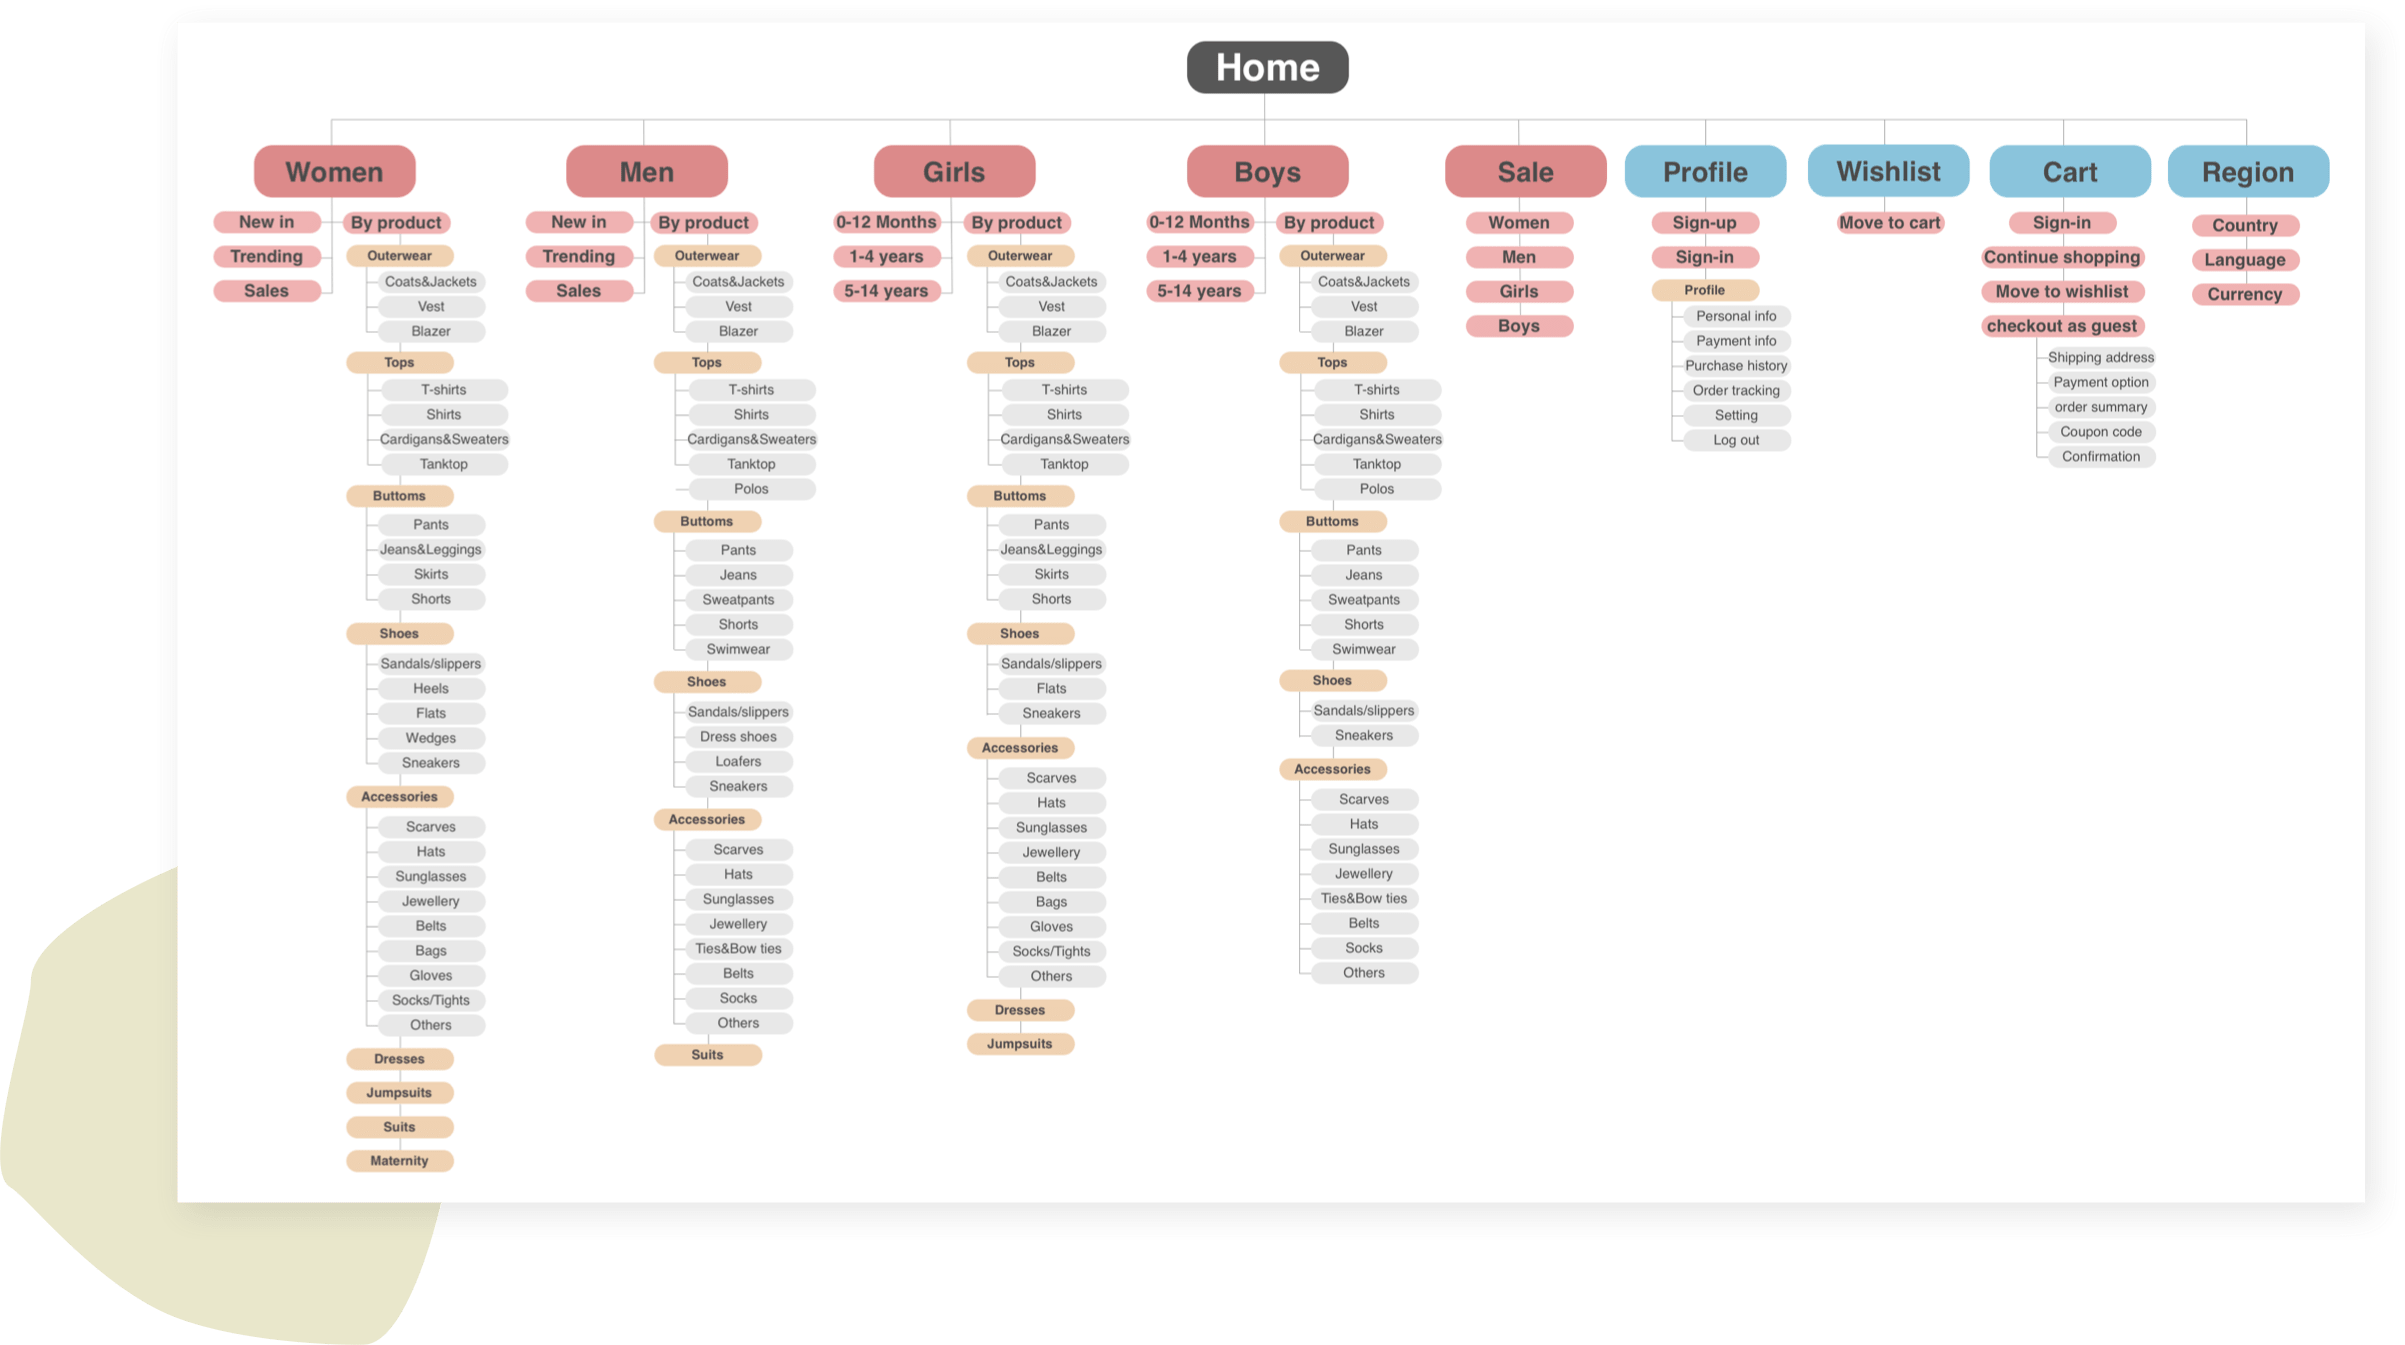 Home
Women
Men
Girls
Boys
Sale
Profile
Wishlist
Cart
Region
New in
Trending
Sales
By product
Outerwear
Coats&Jackets
Vest
Blazer
Tops
T-shirts
Shirts
Cardigans&Sweaters
Tanktop
Buttoms
Pants
Jeans&Leggings
Skirts
Shorts
Shoes
Sandals/slippers
Heels
Flats
Wedges
Sneakers
Accessories
Scarves
Hats
Sunglasses
Jewellery
Belts
Bags
Gloves
Socks/Tights
Others
Dresses
Jumpsuits
Suits
Maternity
New in
Trending
Sales
By product
Outerwear
Coats&Jackets
Vest
Blazer
Tops
T-shirts
Shirts
Cardigans&Sweaters
Tanktop
Polos
Buttoms
Pants
Jeans
Sweatpants
Shorts
Swimwear
Shoes
Sandals/slippers
Dress shoes
Loafers
Sneakers
Accessories
Scarves
Hats
Sunglasses
Jewellery
Ties&Bow ties
Belts
Socks
Others
Suits
0-12 Months
1-4 years
5-14 years
By product
Outerwear
Coats&Jackets
Vest
Blazer
Tops
T-shirts
Shirts
Cardigans&Sweaters
Tanktop
Buttoms
Pants
Jeans&Leggings
Skirts
Shorts
Shoes
Sandals/slippers
Flats
Sneakers
Accessories
Scarves
Hats
Sunglasses
Jewellery
Belts
Bags
Gloves
Socks/Tights
Others
Dresses
Jumpsuits
0-12 Months
1-4 years
5-14 years
By product
Outerwear
Coats&Jackets
Vest
Blazer
Tops
T-shirts
Shirts
Cardigans&Sweaters
Tanktop
Polos
Buttoms
Pants
Jeans
Sweatpants
Shorts
Swimwear
Shoes
Sandals/slippers
Sneakers
Accessories
Scarves
Hats
Sunglasses
Jewellery
Ties&Bow ties
Belts
Socks
Others
Women
Men
Girls
Boys
Sign-up
Sign-in
Profile
Personal info
Payment info
Purchase history
Order tracking
Setting
Log out
Move to cart
Sign-in
Continue shopping
Move to wishlist
checkout as guest
Shipping address
Payment option
order summary
Coupon code
Confirmation
Country
Language
Currency